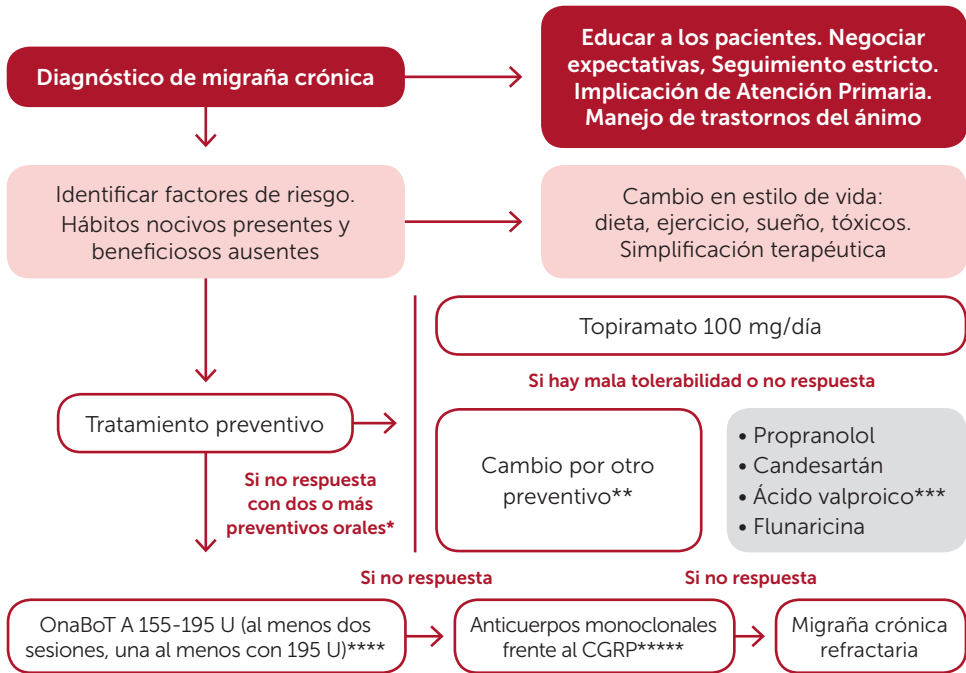 Diagnóstico de migraña crónica
Educar a los pacientes. Negociar
expectativas, Seguimiento estricto.
Implicación de Atención Primaria.
Manejo de trastornos del ánimo
Identificar factores de riesgo.
Hábitos nocivos presentes y
beneficiosos ausentes
Cambio en estilo de vida:
dieta, ejercicio, sueño, tóxicos.
Simplificación terapéutica
Tratamiento preventivo
Topiramato 100 mg/día
Si hay mala tolerabilidad o no respuesta
Cambio por otro
preventivo**
• Propranolol
• Candesartán
• Ácido valproico***
• Flunaricina
Si no respuesta
con dos o más
preventivos orales*
Si no respuesta
Si no respuesta
OnaBoT A 155-195 U (al menos dos
sesiones, una al menos con 195 U)****
Anticuerpos monoclonales
frente al CGRP*****
Migraña crónica
refractaria